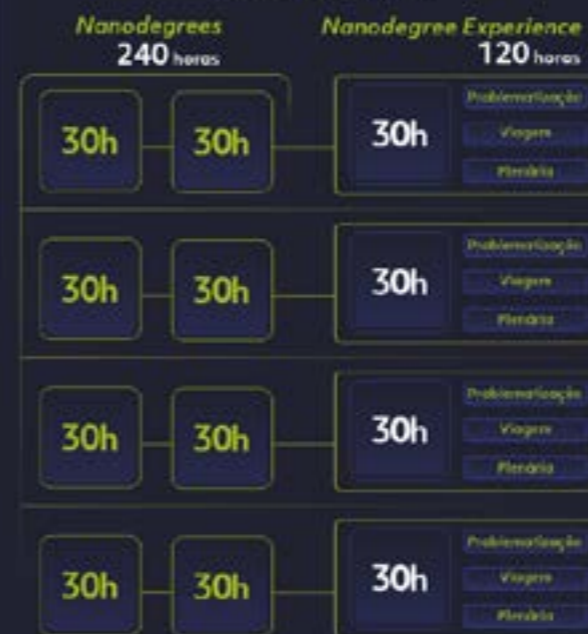 Nanodegrees
240 horas
Nanodegree Experience
120 horas
30h
30h
30h
Problematização
Viagem
Plenária
30h
30h
30h
Problematização
Viagem
Plenária
30h
30h
30h
Problematização
Viagem
Plenária
30h
30h
30h
Problematização
Viagem
Plenária